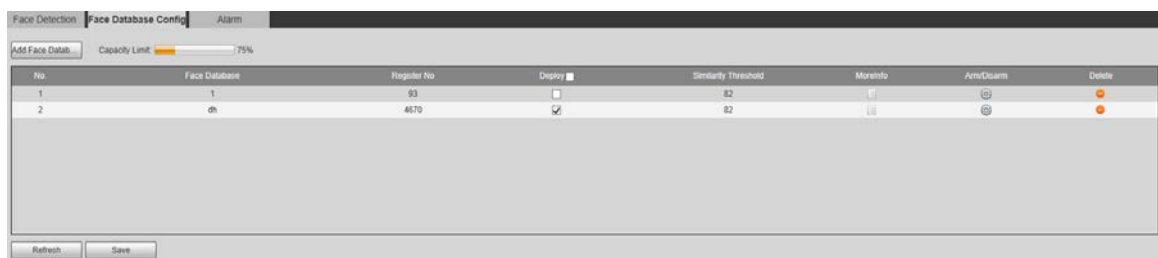 Face Detection Face Database Config Alarm
Add Face Datab... Capacity Limit 75%
No. Face Database Register No Deploy Similarity Threshold MoreInfo Arm/Disarm Delete
1 1 93 82
2 dh 4670 82
Refresh Save